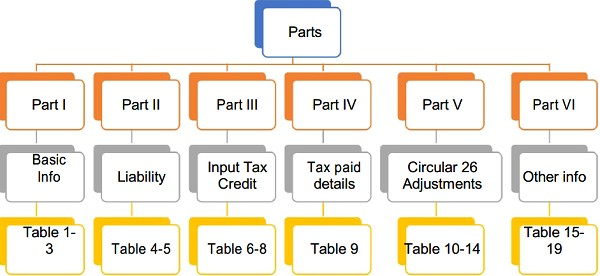 Parts
Part I
Part II
Part III
Part IV
Part V
Part VI
Basic
Info
Liability
Input Tax
Credit
Tax paid
details
Circular 26
Adjustments
Other info
Table 1-
3
Table 4-5
Table 6-8
Table 9
Table 10-14
Table 15-
19